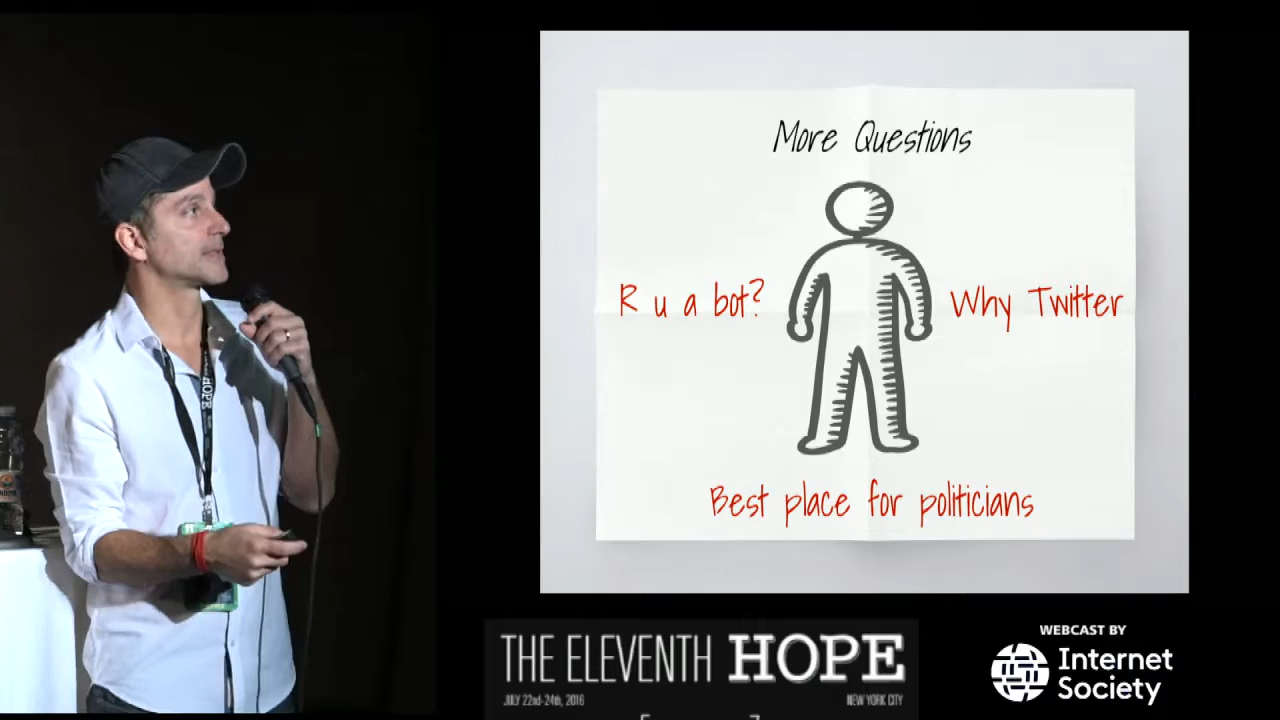 More Questions
R u a bot?
Why Twitter
Best place for politicians
HOPE
THE ELEVENTH HOPE
JULY 22nd-24th, 2016
NEW YORK CITY
WEBCAST BY
Internet
Society